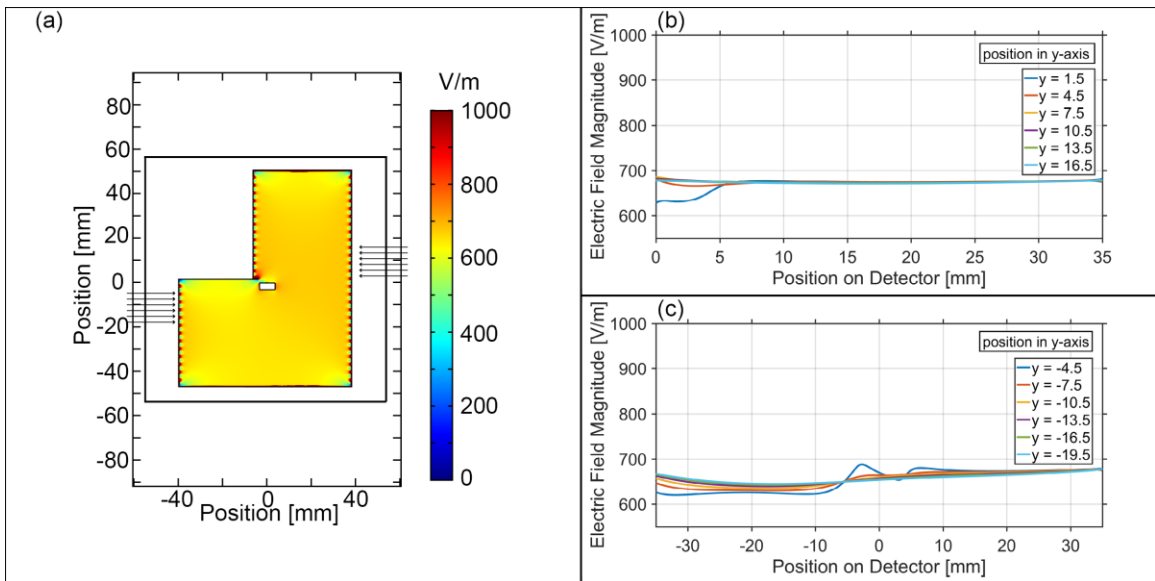 (a)
V/m
1000
800
600
400
200
0
80
60
40
20
0
-20
-40
-60
-80
Position [mm]
-40
0
40
Position [mm]
(b)
1000
900
800
700
600
Electric Field Magnitude [V/m]
position in y-axis
y = 1.5
y = 4.5
y = 7.5
y = 10.5
y = 13.5
y = 16.5
0
5
10
15
20
25
30
35
Position on Detector [mm]
(c)
1000
900
800
700
600
Electric Field Magnitude [V/m]
position in y-axis
y = -4.5
y = -7.5
y = -10.5
y = -13.5
y = -16.5
y = -19.5
-30
-20
-10
0
10
20
30
Position on Detector [mm]